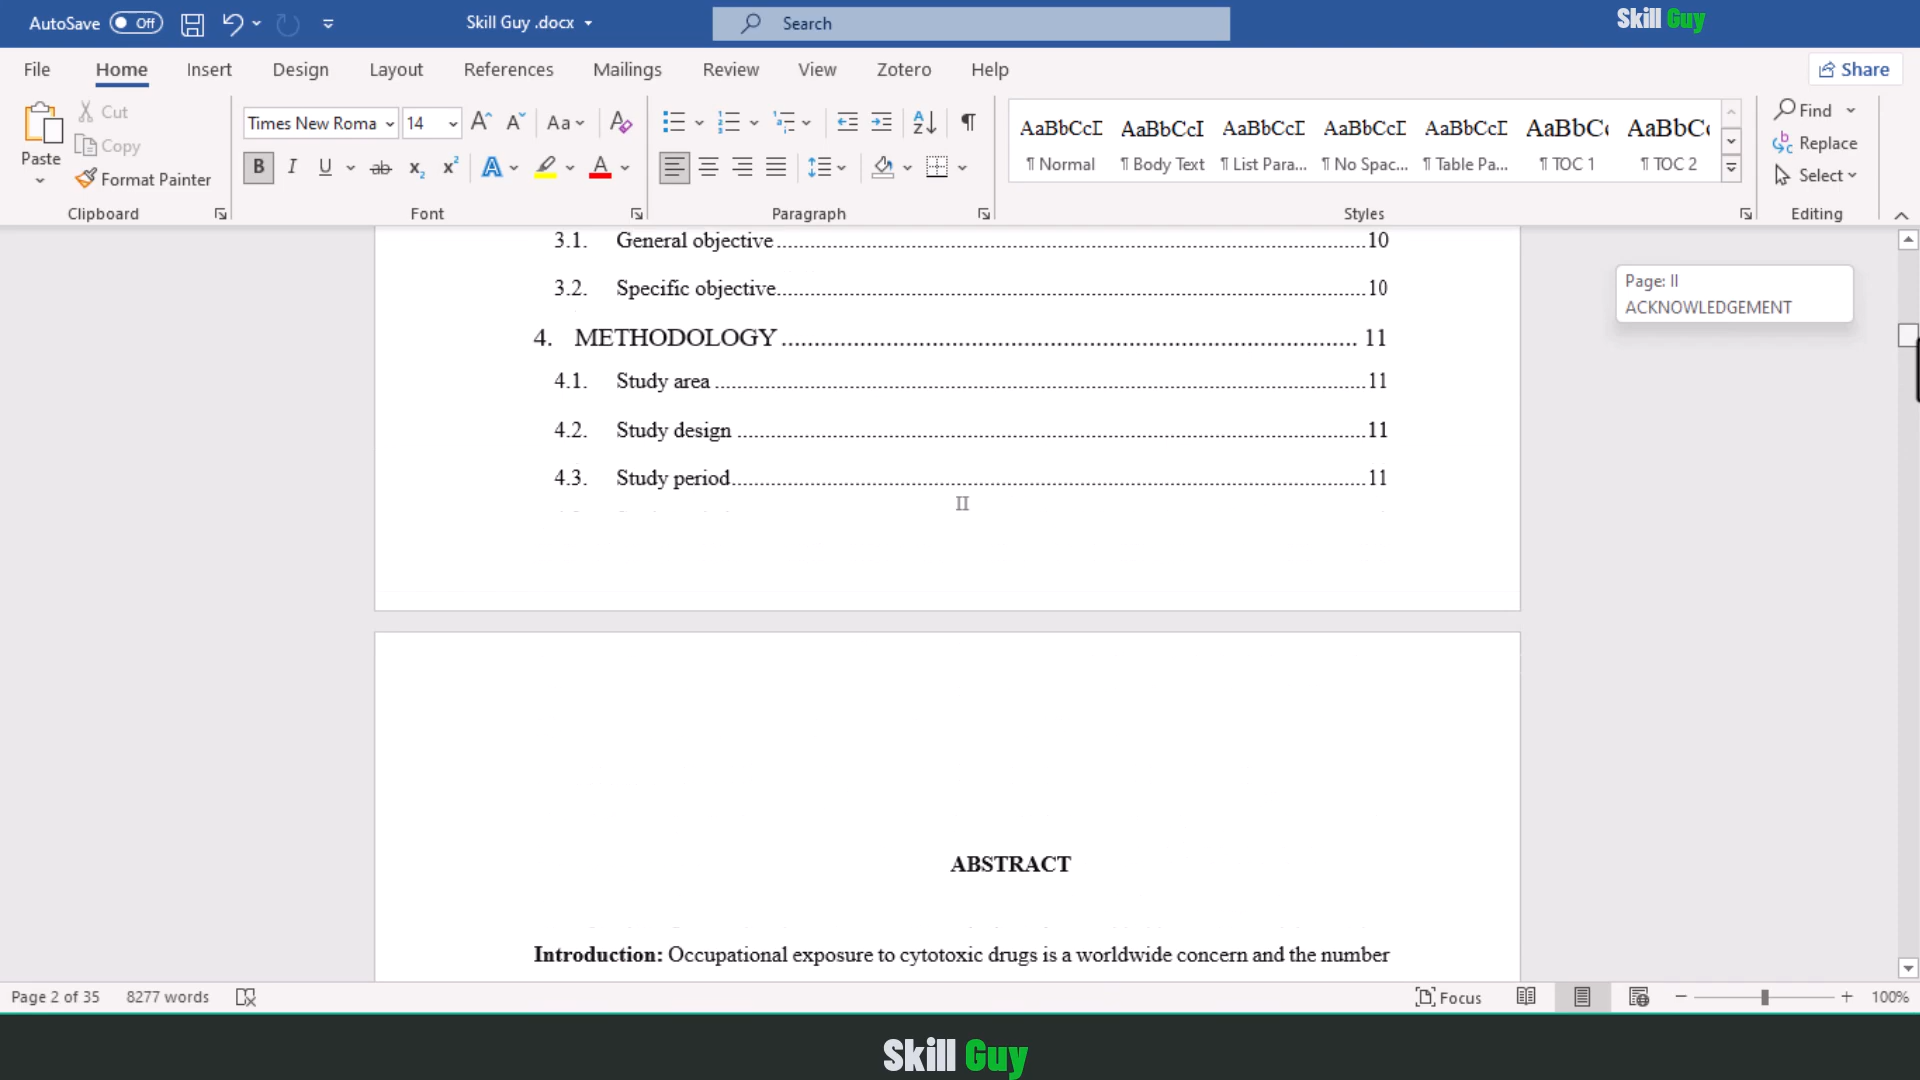 AutoSave Off Skill Guy .docx Search Skill Guy
File Home Insert Design Layout References Mailings Review View Zotero Help Share
Paste Cut Copy Format Painter
Times New Roma 14 Aa
B I U ab x2 x2 A A
AaBbCcI AaBbCcI AaBbCcI AaBbCcI AaBbCcI AaBbC AaBbC
¶ Normal ¶ Body Text ¶ List Para... ¶ No Spac... ¶ Table Pa... ¶ TOC 1 ¶ TOC 2
Find
Replace
Select
Clipboard Font Paragraph Styles Editing
3.1. General objective 10
3.2. Specific objective 10
4. METHODOLOGY 11
4.1. Study area 11
4.2. Study design 11
4.3. Study period 11
II
Page: II
ACKNOWLEDGEMENT
ABSTRACT
Introduction: Occupational exposure to cytotoxic drugs is a worldwide concern and the number
Page 2 of 35 8277 words Focus 100%
Skill Guy